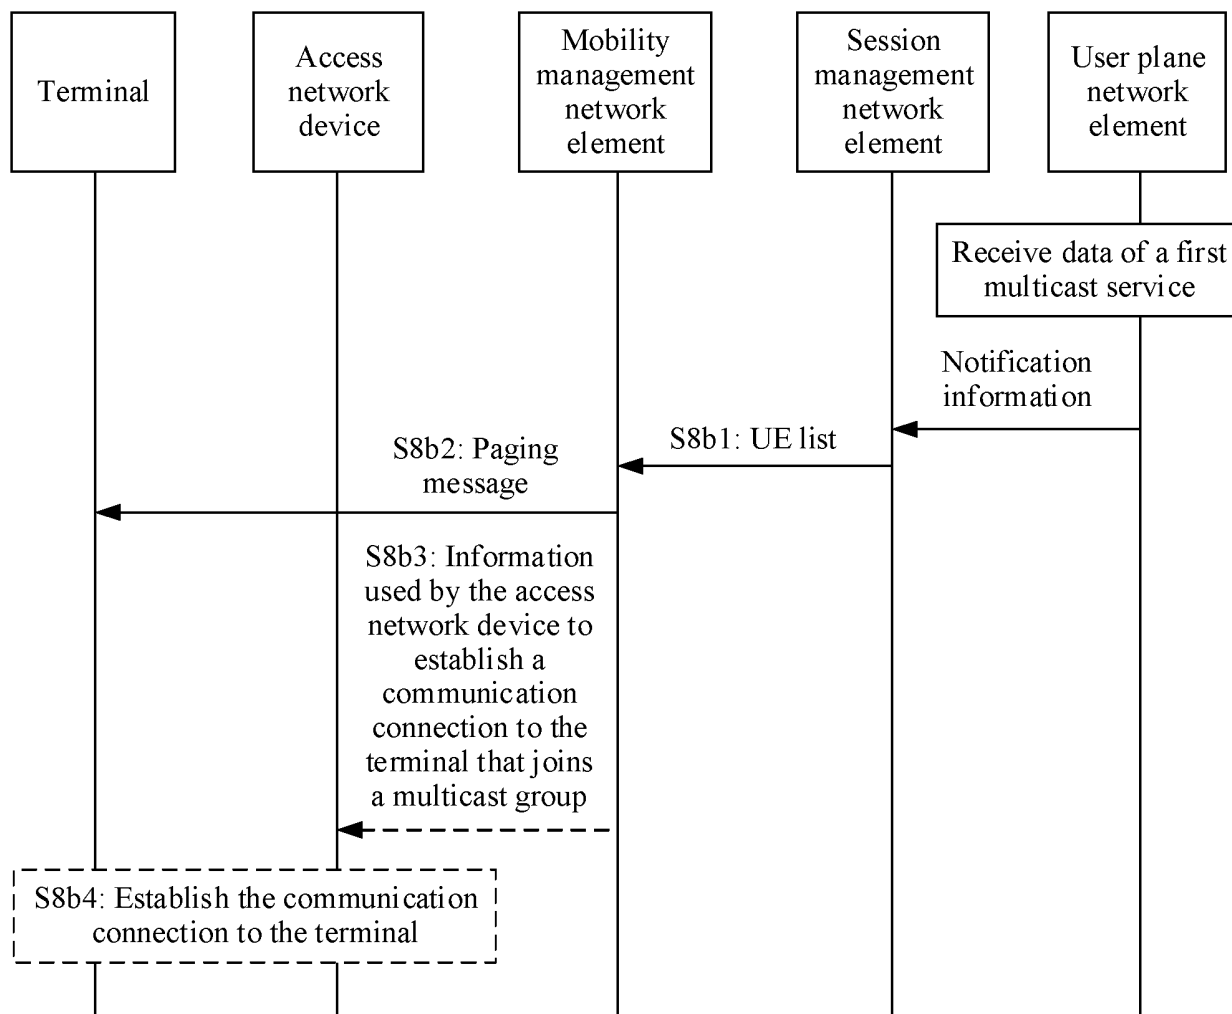 Terminal
Access
network
device
Mobility
management
network
element
Session
management
network
element
User plane
network
element
Receive data of a first
multicast service
Notification
information
S8b1: UE list
S8b2: Paging
message
S8b3: Information
used by the access
network device to
establish a
communication
connection to the
terminal that joins
a multicast group
S8b4: Establish the communication
connection to the terminal